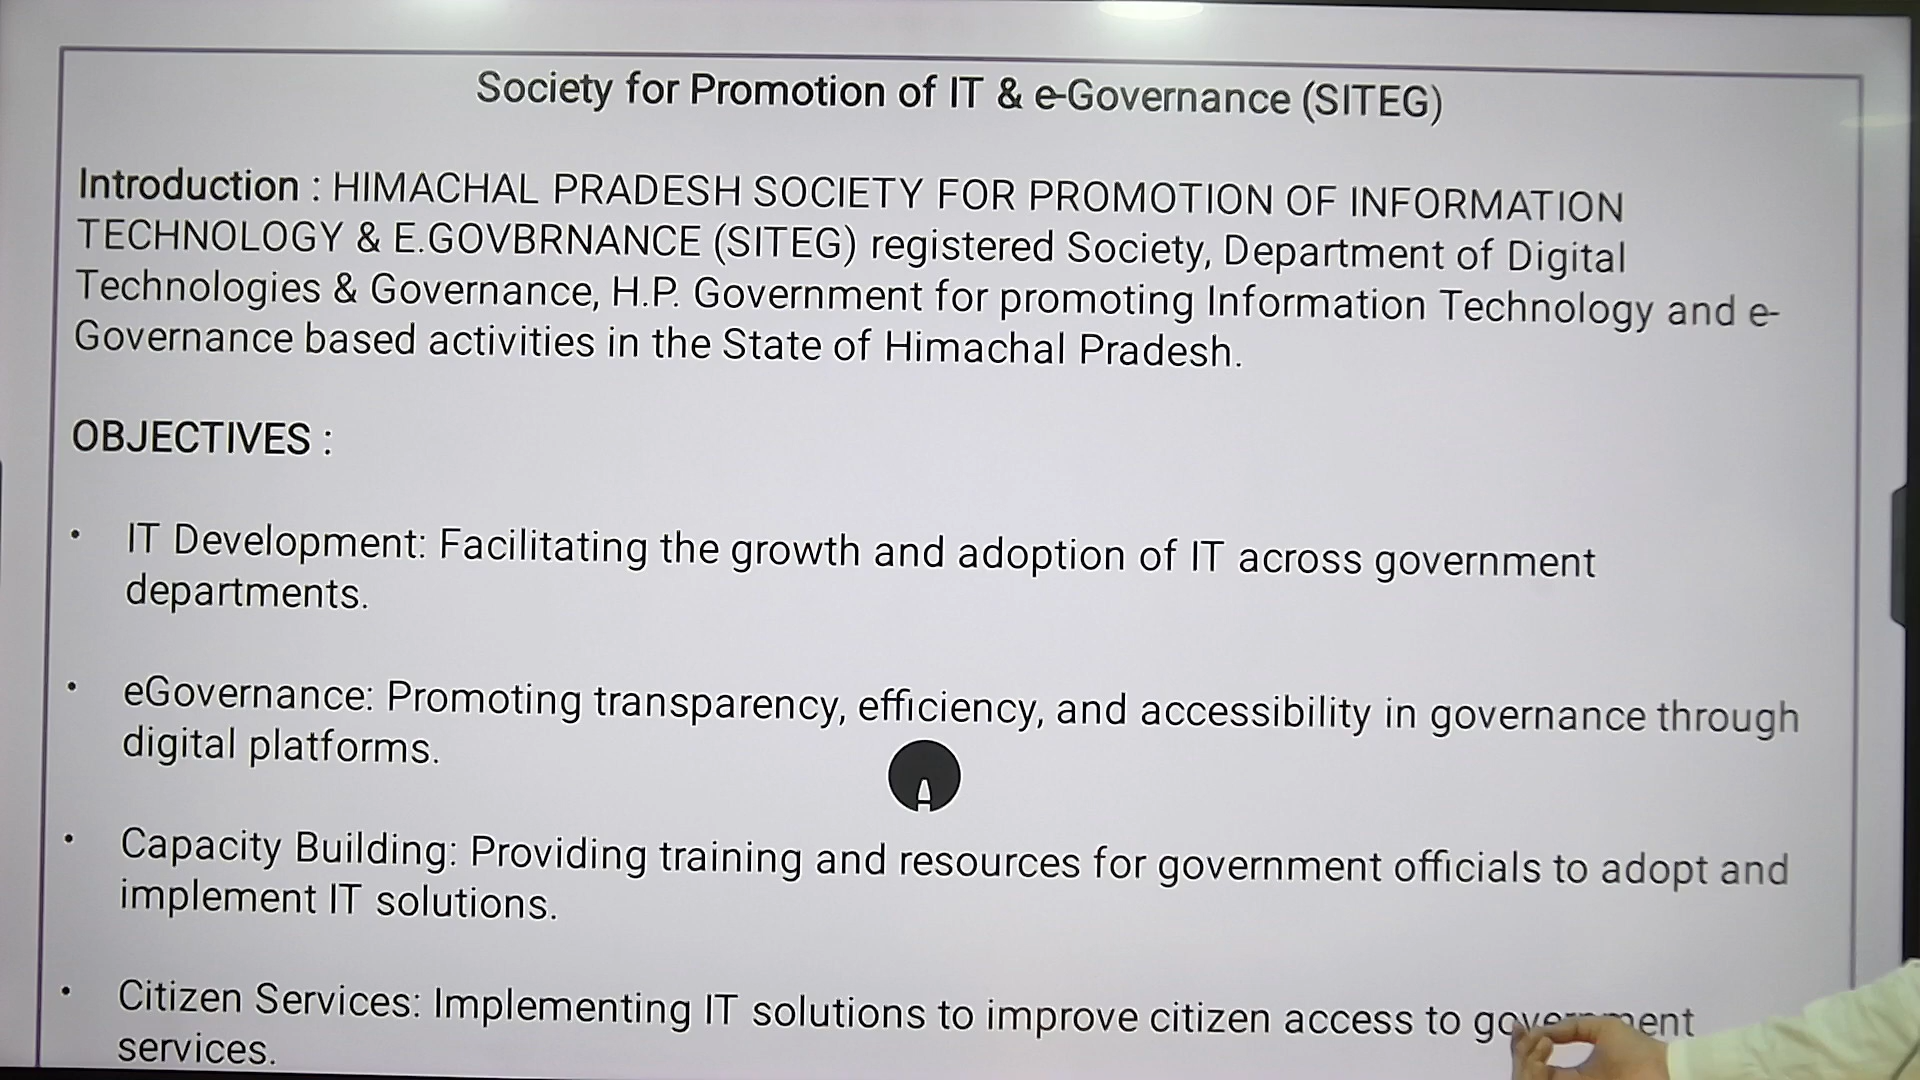 Society for Promotion of IT & e-Governance (SITEG)
Introduction : HIMACHAL PRADESH SOCIETY FOR PROMOTION OF INFORMATION
TECHNOLOGY & E.GOVBRNANCE (SITEG) registered Society, Department of Digital
Technologies & Governance, H.P. Government for promoting Information Technology and e-
Governance based activities in the State of Himachal Pradesh.
OBJECTIVES :
• IT Development: Facilitating the growth and adoption of IT across government
departments.
• eGovernance: Promoting transparency, efficiency, and accessibility in governance through
digital platforms.
• Capacity Building: Providing training and resources for government officials to adopt and
implement IT solutions.
• Citizen Services: Implementing IT solutions to improve citizen access to government
services.